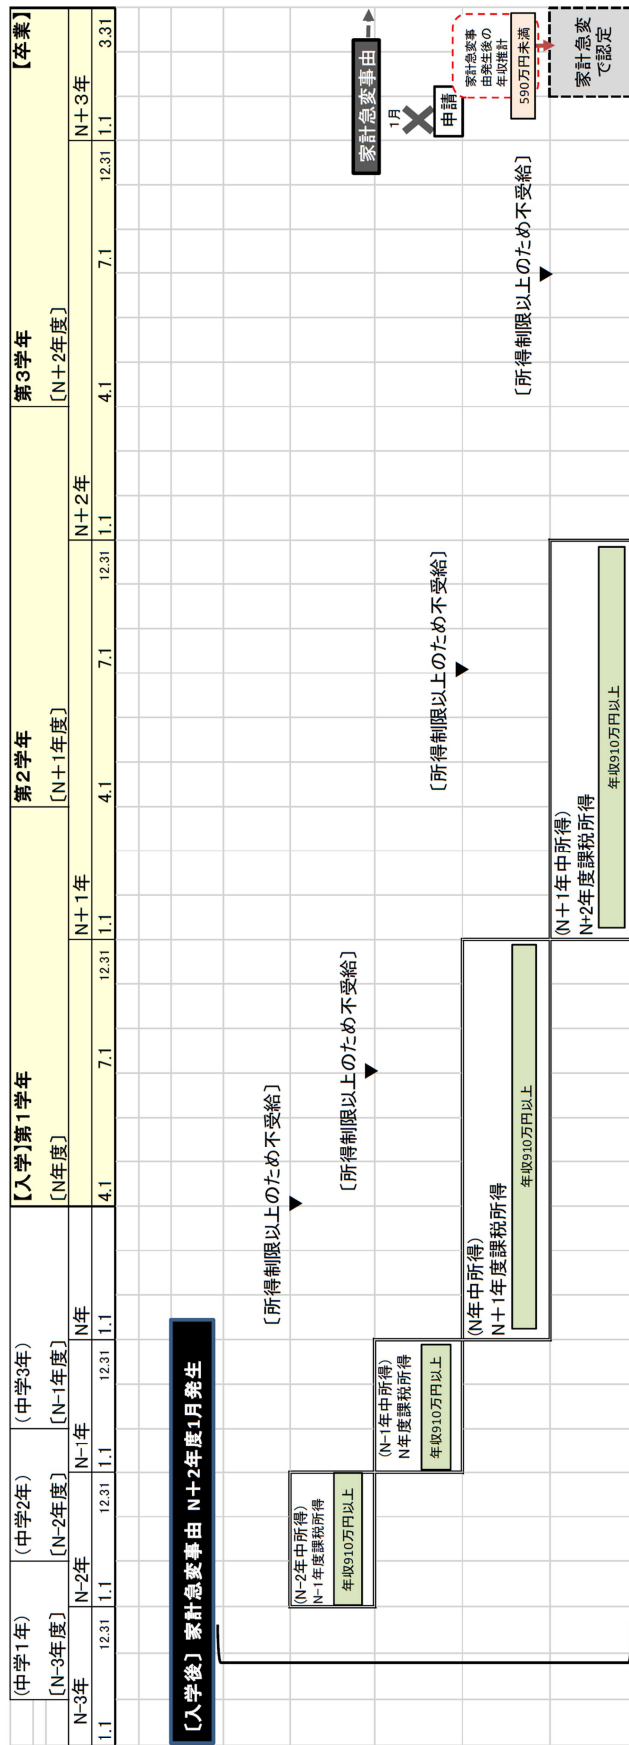 (中学1年) (中学2年) (中学3年) 【入学】第1学年 第2学年 第3学年 【卒業】
[N−3年度] [N−2年度] [N−1年度] [N年度] [N＋1年度] [N＋2年度]
N−3年 N−2年 N−1年 N年 N＋1年 N＋2年 N＋3年
1.1 12.31 1.1 12.31 1.1 12.31 1.1 4.1 7.1 12.31 1.1 4.1 7.1 12.31 1.1 4.1 7.1 12.31 1.1 3.31
〔入学後〕 家計急変事由 N＋2年度1月発生
〔所得制限以上のため不受給〕
(N−2年中所得)
N−1年度課税所得
年収910万円以上
〔所得制限以上のため不受給〕
家計急変事由
(N−1年中所得)
N年度課税所得
年収910万円以上
〔所得制限以上のため不受給〕
1月
申請
(N年中所得)
N＋1年度課税所得
年収910万円以上
〔所得制限以上のため不受給〕
家計急変事
由発生後の
年収推計
590万円未満
(N＋1年中所得)
N+2年度課税所得
年収910万円以上
家計急変
で認定